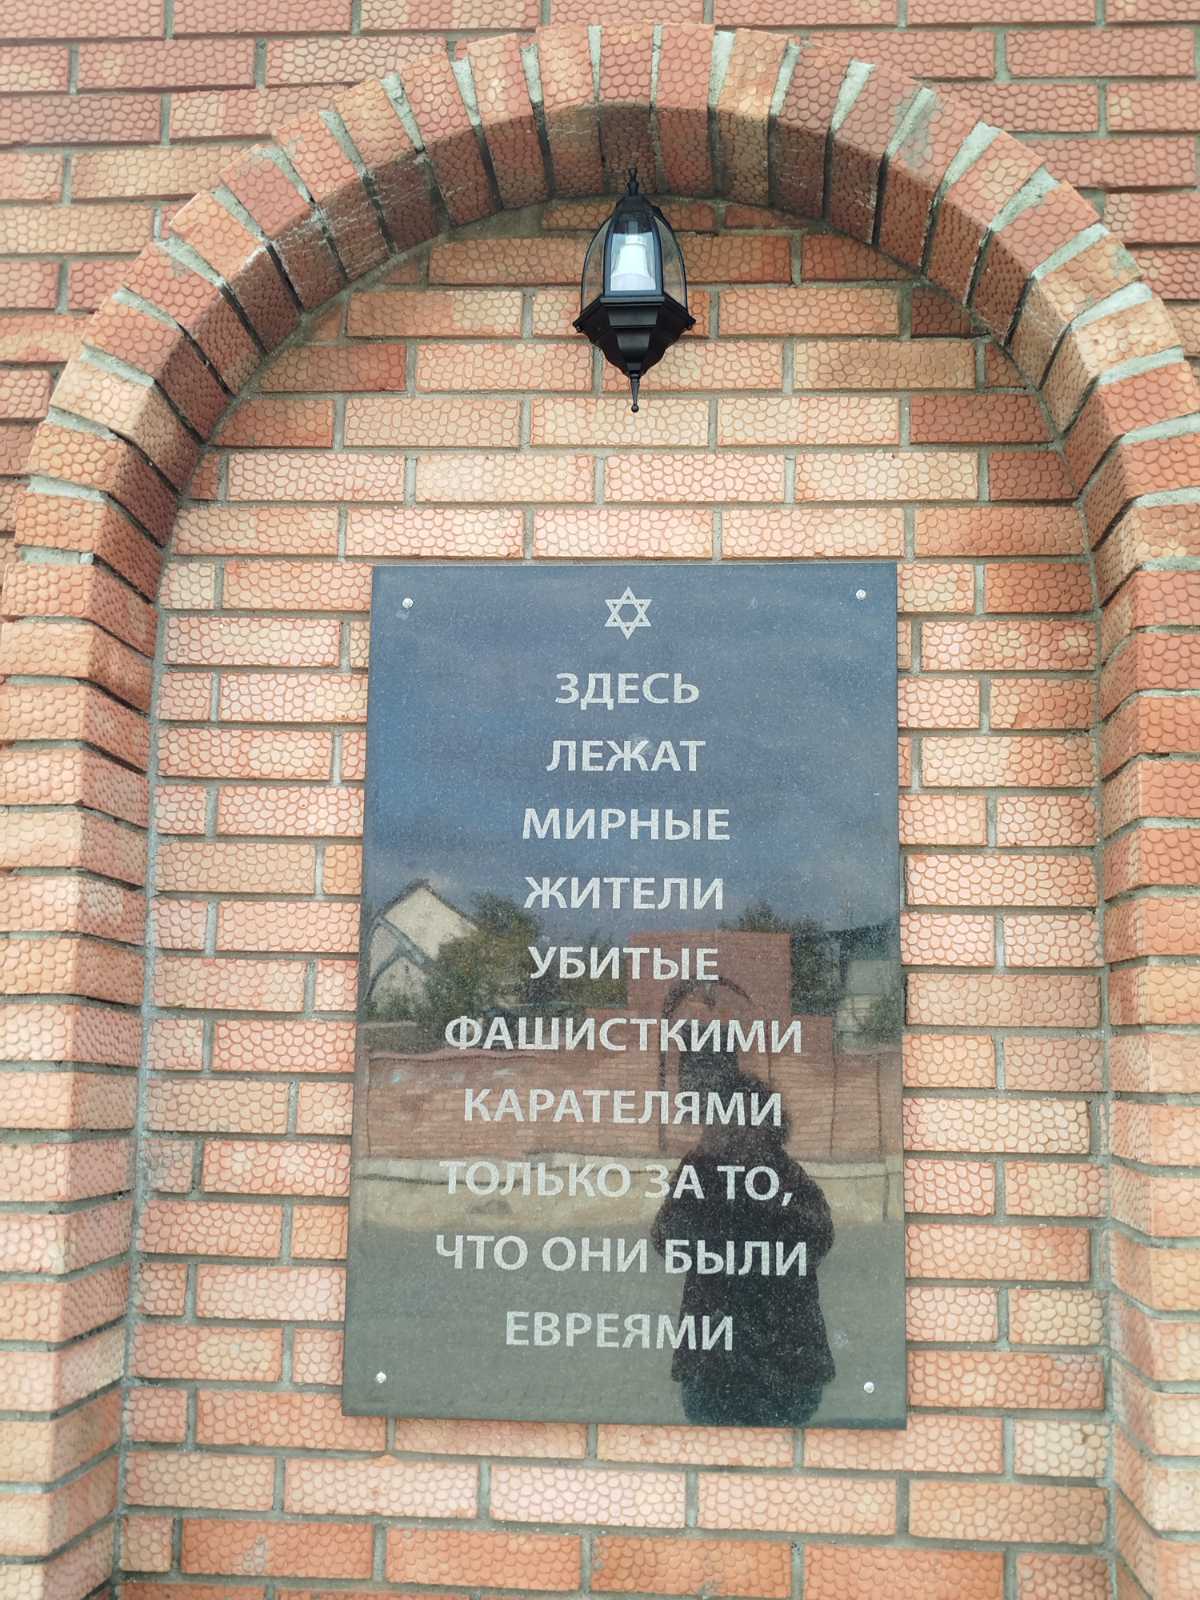 ЗДЕСЬ
ЛЕЖАТ
МИРНЫЕ
ЖИТЕЛИ
УБИТЫЕ
ФАШИСТКИМИ
КАРАТЕЛЯМИ
ТОЛЬКО ЗА ТО,
ЧТО ОНИ БЫЛИ
ЕВРЕЯМИ